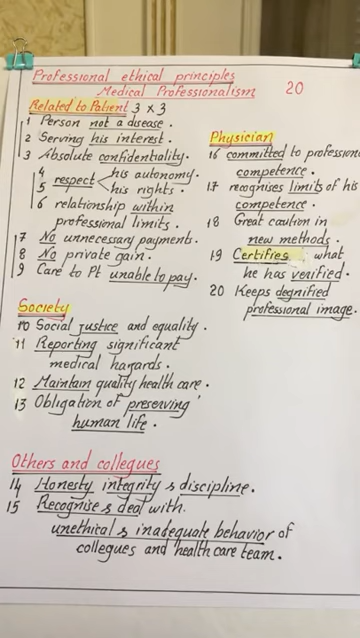 Professional ethical principles
Medical Professionalism 20
Related to Patient 3 x 3
1 Person not a disease.
2 Serving his interest.
3 Absolute confidentiality.
4 his autonomy.
respect
5 his rights.
6 relationship within
professional limits.
7 No unnecessary payments.
8 No private gain.
9 Care to Pt unable to pay.
Society
10 Social justice and equality.
11 Reporting significant
medical hazards.
12 Maintain quality health care.
13 Obligation of preserving
human life.
Physician
16 committed to profession
competence.
17 recognises limits of his
competence.
18 Great caution in
new methods.
19 Certifies what
he has verified.
20 Keeps degnified
professional image.
Others and collegues
14 Honesty integrity & discipline.
15 Recognise & deal with.
unethical & inadequate behavior of
collegues and health care team.